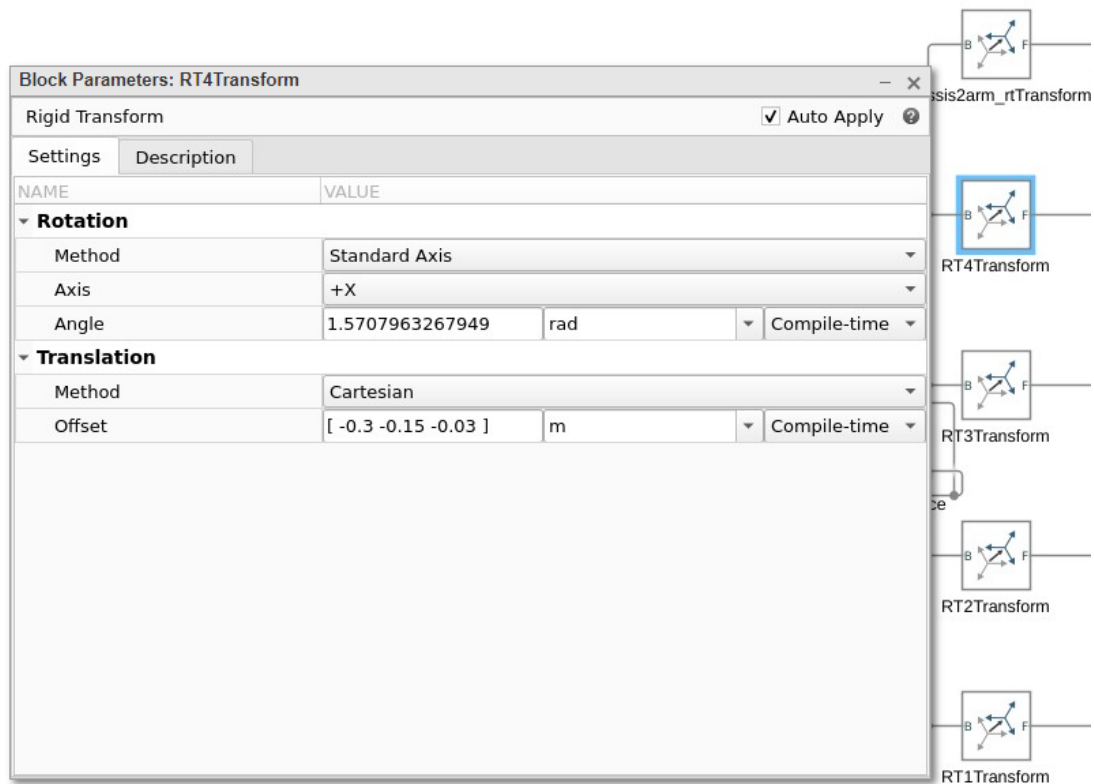 Block Parameters: RT4Transform
Rigid Transform
Auto Apply
Settings Description
NAME VALUE
Rotation
Method Standard Axis
Axis +X
Angle 1.5707963267949 rad Compile-time
Translation
Method Cartesian
Offset [ -0.3 -0.15 -0.03 ] m Compile-time
B F
ssis2arm_rtTransform
B F
RT4Transform
B F
RT3Transform
ce
B F
RT2Transform
B F
RT1Transform